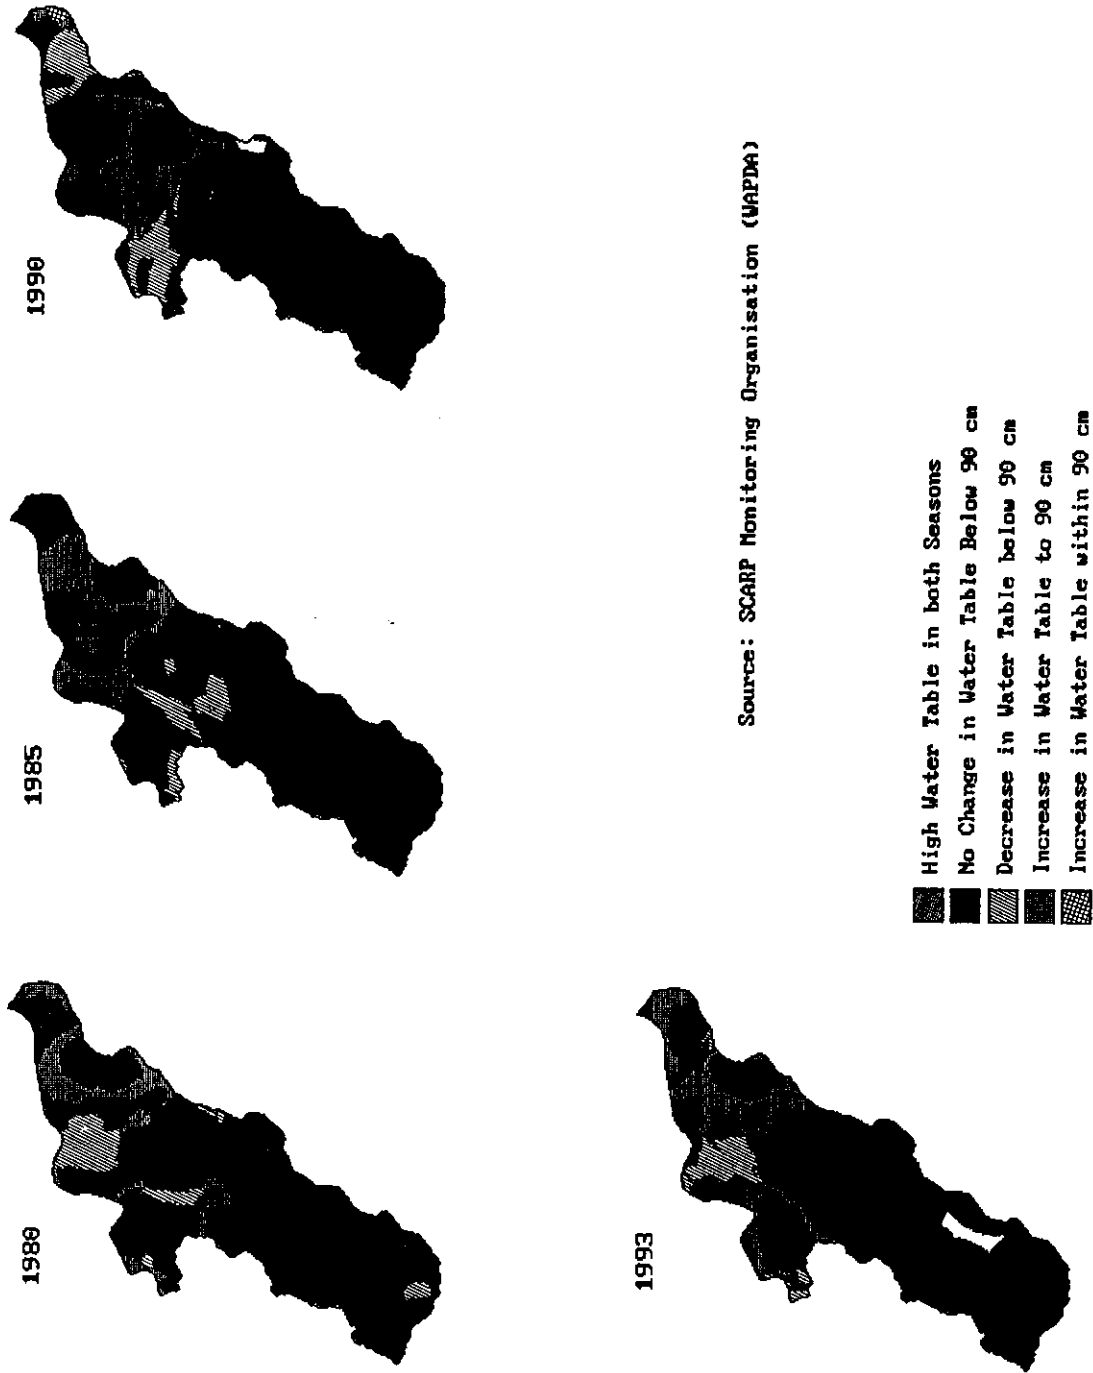 1980
1985
1990
1993
Source: SCARP Monitoring Organisation (WAPDA)
High Water Table in both Seasons
No Change in Water Table Below 90 cm
Decrease in Water Table below 90 cm
Increase in Water Table to 90 cm
Increase in Water Table within 90 cm